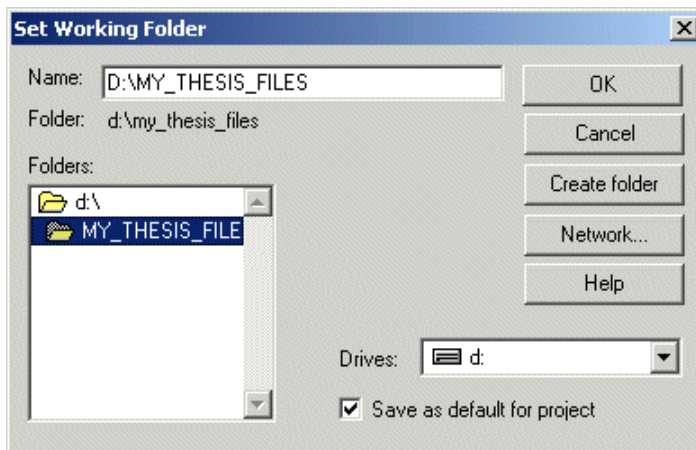 Set Working Folder
Name: D:\MY_THESIS_FILES
Folder: d:\my_thesis_files
Folders:
d:\
MY_THESIS_FILE
OK
Cancel
Create folder
Network...
Help
Drives: d:
Save as default for project